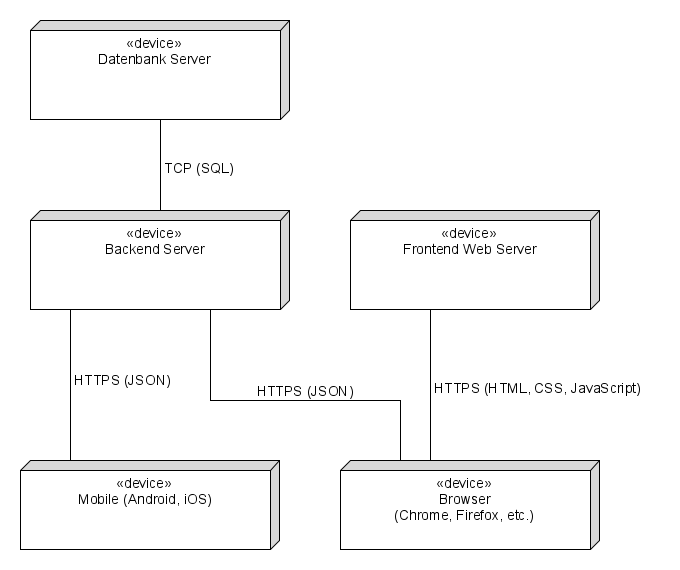 «device»
Datenbank Server
TCP (SQL)
«device»
Backend Server
«device»
Frontend Web Server
HTTPS (JSON)
HTTPS (JSON)
HTTPS (HTML, CSS, JavaScript)
«device»
Mobile (Android, iOS)
«device»
Browser
(Chrome, Firefox, etc.)